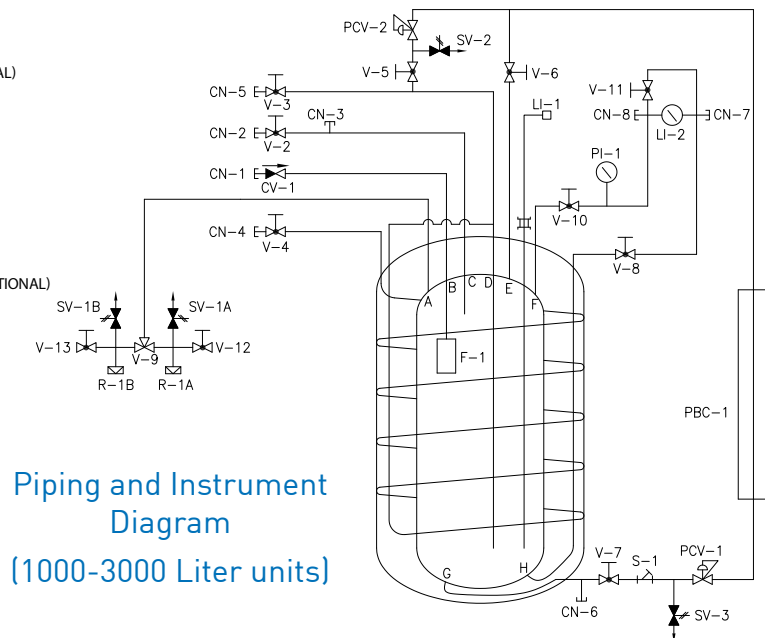 PCV-2
SV-2
AL)
V-5
V-6
CN-5
V-3
V-11
CN-3
LI-1
CN-8
CN-7
CN-2
V-2
LI-2
CN-1
CV-1
PI-1
V-10
CN-4
V-4
V-8
TIONAL)
A
B
C
D
E
F
SV-1B
SV-1A
V-13
V-9
V-12
F-1
R-1B
R-1A
PBC-1
Piping and Instrument
Diagram
(1000-3000 Liter units)
V-7
S-1
PCV-1
G
H
CN-6
SV-3